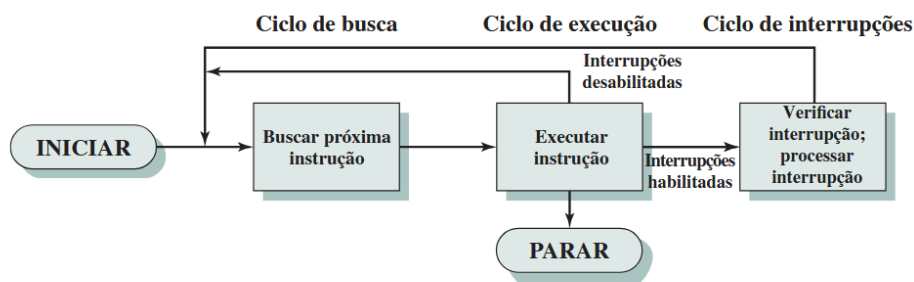 Ciclo de busca
Ciclo de execução
Ciclo de interrupções
Interrupções
desabilitadas
INICIAR
Buscar próxima
instrução
Executar
instrução
Interrupções
habilitadas
Verificar
interrupção;
processar
interrupção
PARAR